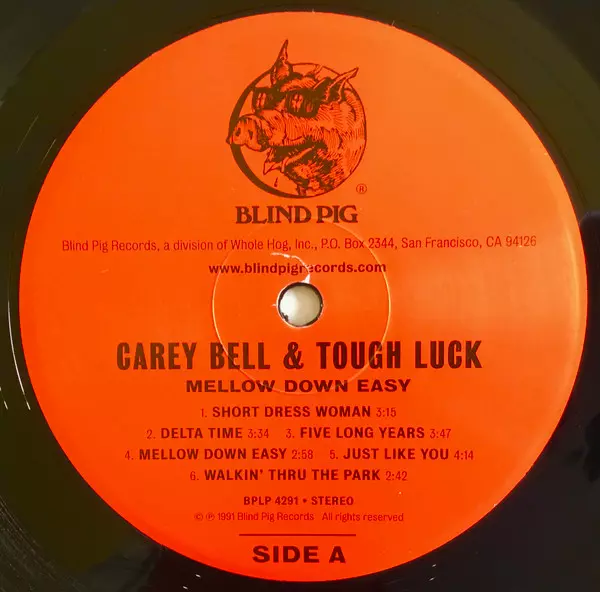 ®
BLIND PIG
Blind Pig Records, a division of Whole Hog, Inc., P.O. Box 2344, San Francisco, CA 94126
www.blindpigrecords.com
CAREY BELL & TOUGH LUCK
MELLOW DOWN EASY
1. SHORT DRESS WOMAN 3:15
2. DELTA TIME 3:34 3. FIVE LONG YEARS 3:47
4. MELLOW DOWN EASY 2:58 5. JUST LIKE YOU 4:14
6. WALKIN' THRU THE PARK 2:42
BPLP 4291 • STEREO
© ℗ 1991 Blind Pig Records All rights reserved
SIDE A